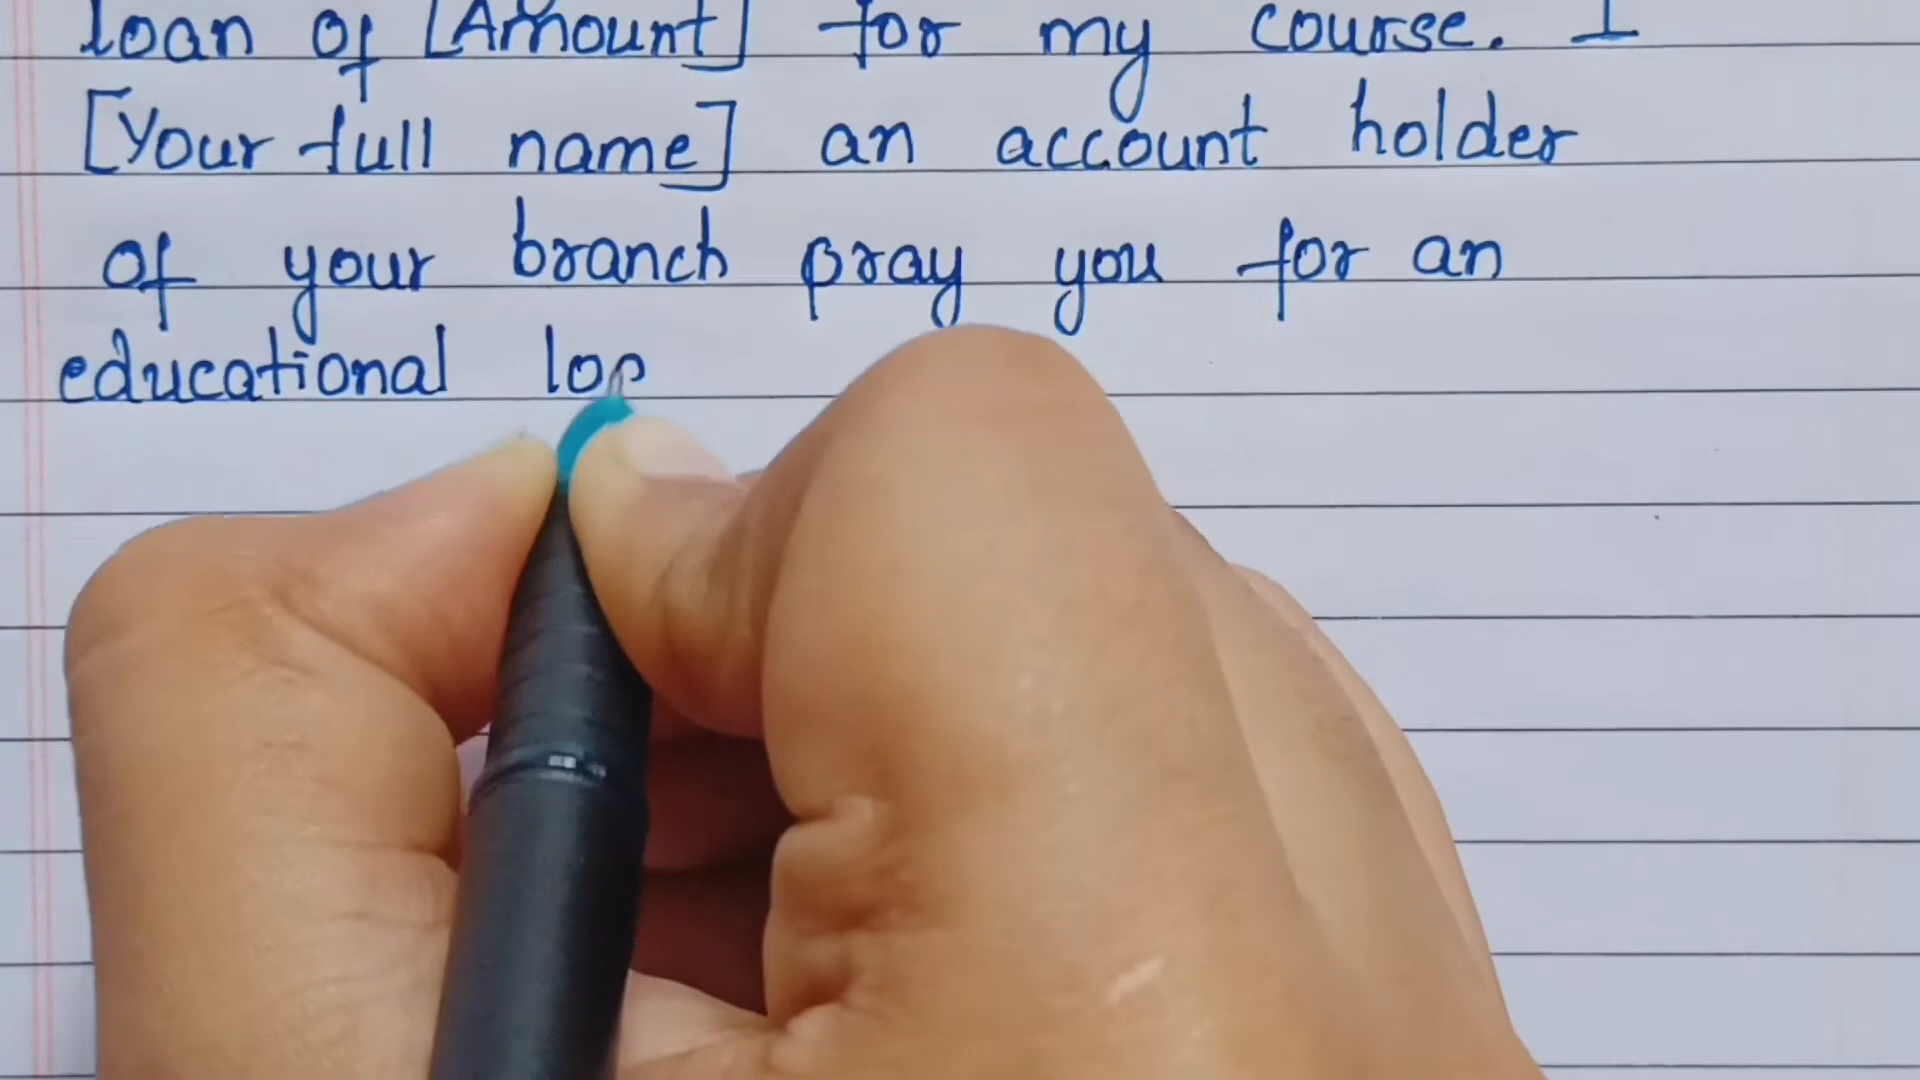 loan of [Amount] for my course. I
[Your full name] an account holder
of your branch pray you for an
educational lo